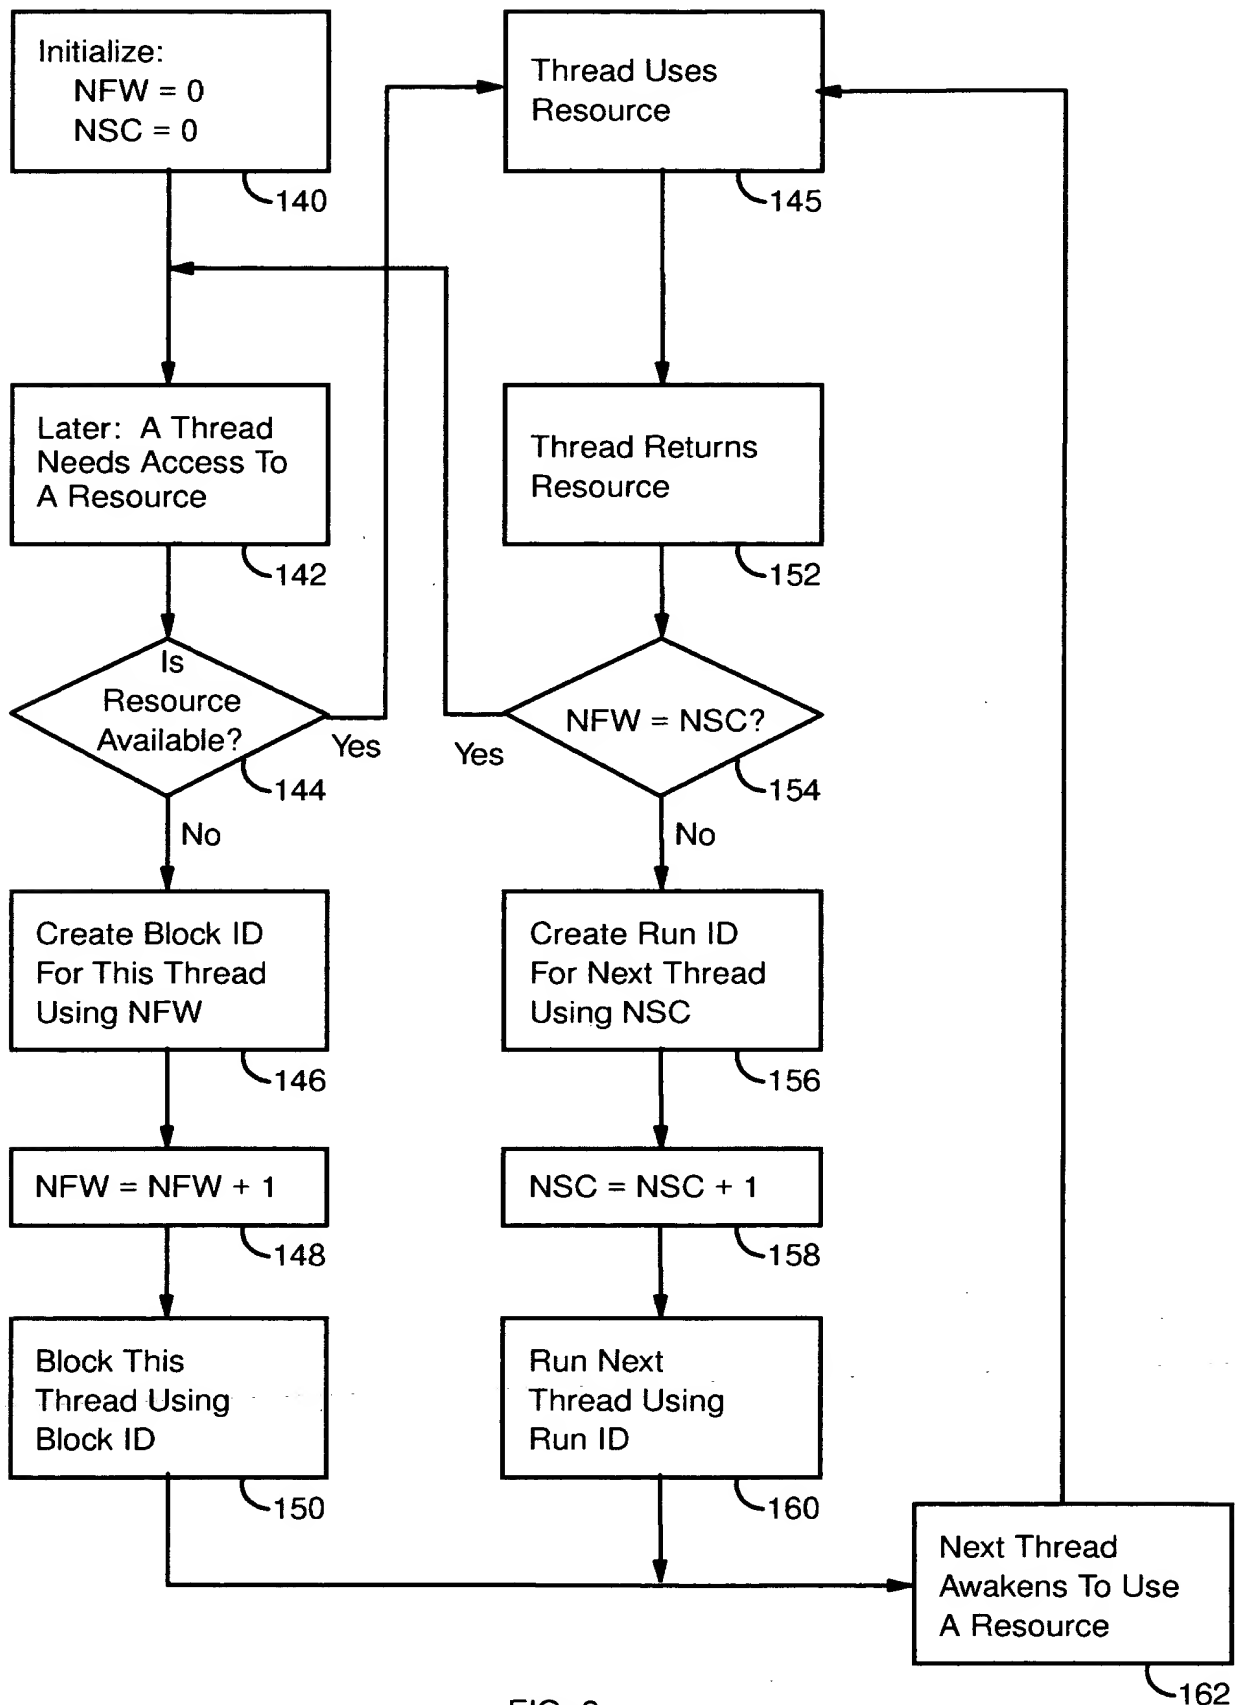 Initialize:
NFW = 0
NSC = 0
140
Thread Uses
Resource
145
Later: A Thread
Needs Access To
A Resource
142
Thread Returns
Resource
152
Is
Resource
Available?
Yes
144
No
NFW = NSC?
Yes
154
No
Create Block ID
For This Thread
Using NFW
146
Create Run ID
For Next Thread
Using NSC
156
NFW = NFW + 1
148
NSC = NSC + 1
158
Block This
Thread Using
Block ID
150
Run Next
Thread Using
Run ID
160
Next Thread
Awakens To Use
A Resource
162
FIG.